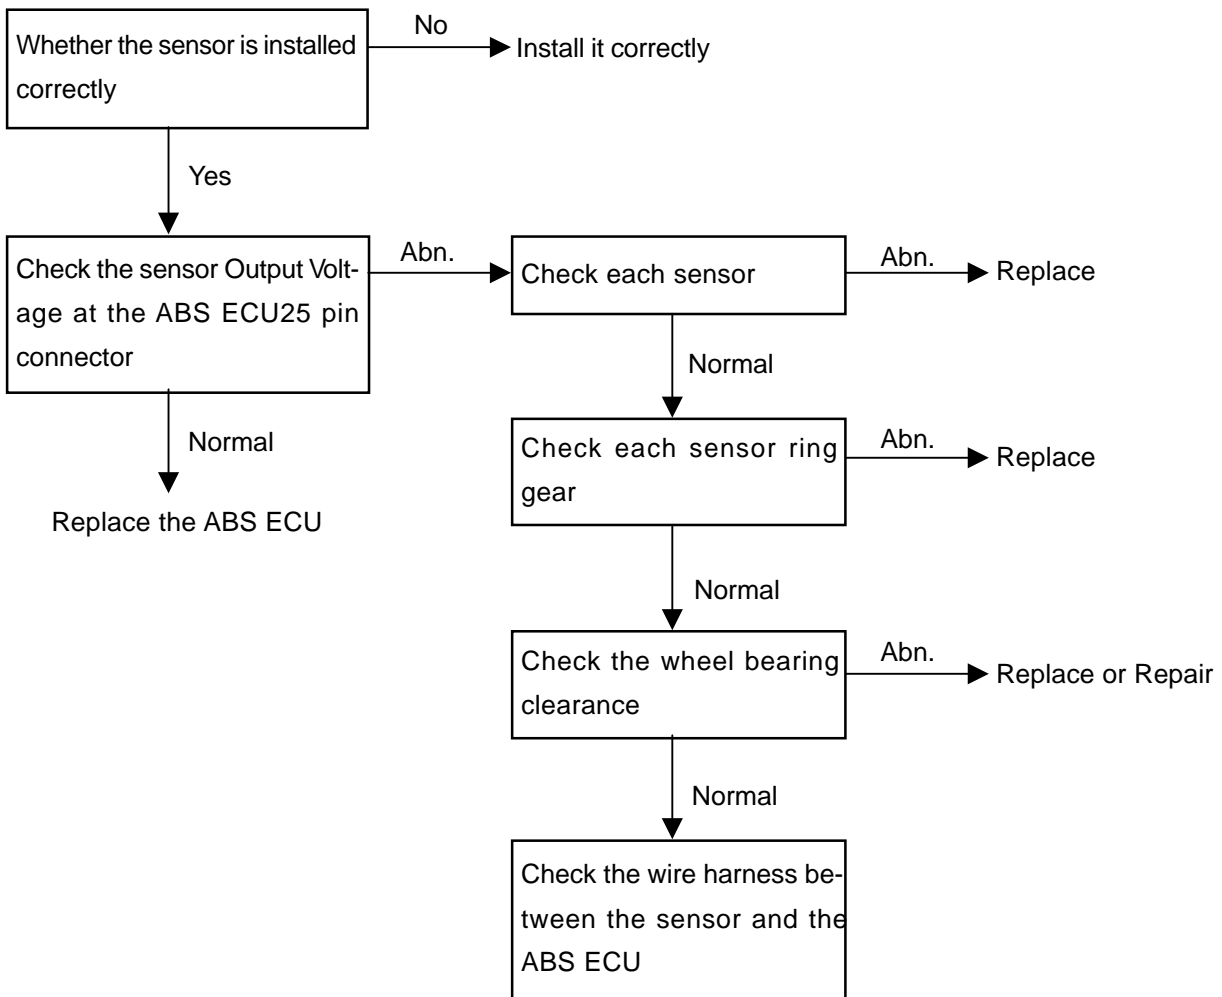 Whether the sensor is installed
correctly
No
Install it correctly
Yes
Check the sensor Output Volt-
age at the ABS ECU25 pin
connector
Abn.
Check each sensor
Abn.
Replace
Normal
Replace the ABS ECU
Normal
Check each sensor ring
gear
Abn.
Replace
Normal
Check the wheel bearing
clearance
Abn.
Replace or Repair
Normal
Check the wire harness be-
tween the sensor and the
ABS ECU